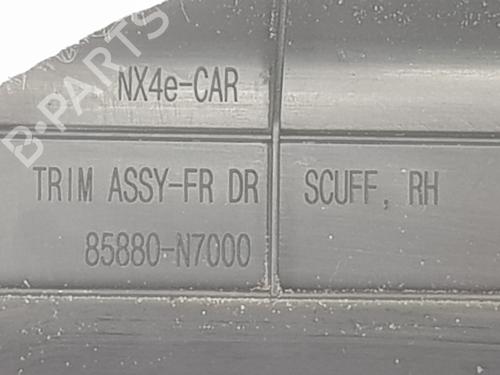 B-PARTS
NX4e-CAR
TRIM ASSY-FR DR SCUFF, RH
85880-N7000